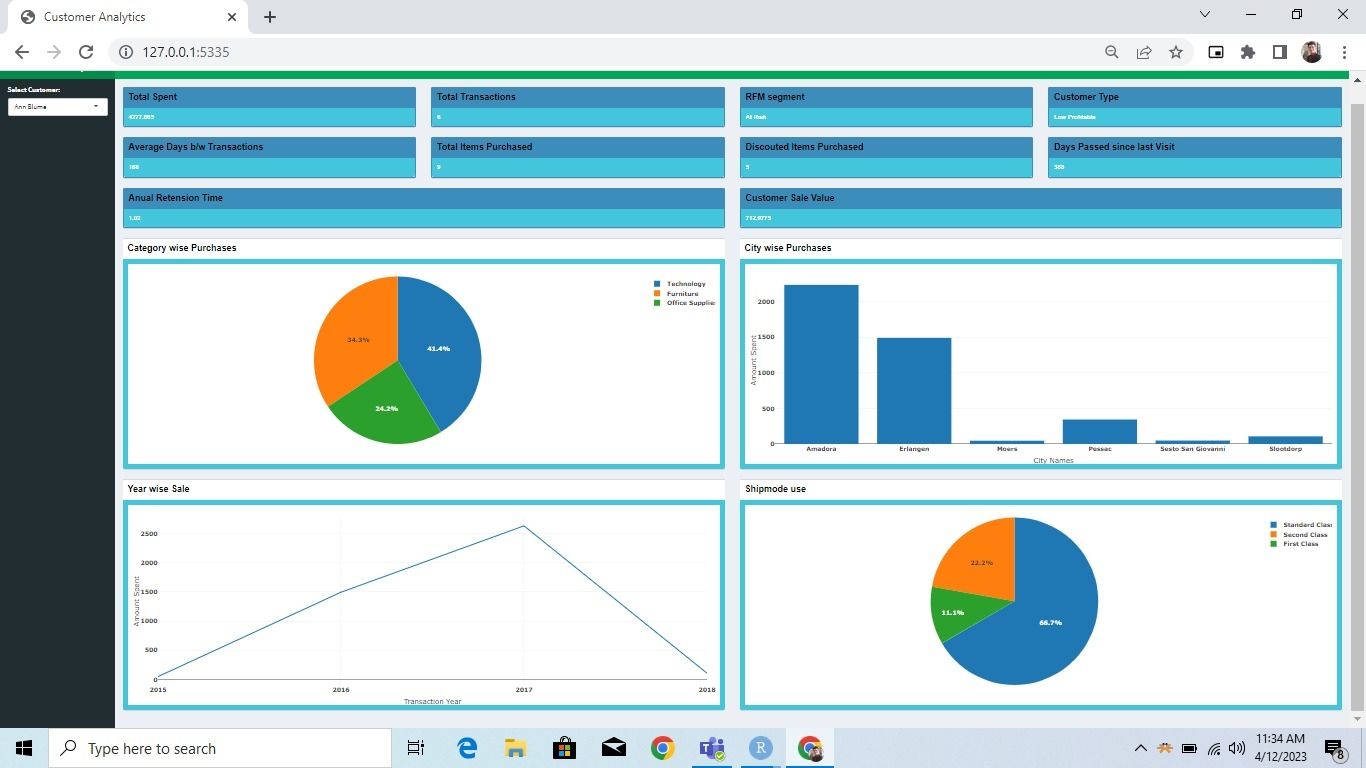 Customer Analytics
127.0.0.1:5335
Select Customer:
Ann Blume
Total Spent
Total Transactions
RFM segment
Customer Type
6
At Risk
Low Profitable
Average Days b/w Transactions
Total Items Purchased
Discouted Items Purchased
Days Passed since last Visit
9
5
Anual Retension Time
Customer Sale Value
1.02
712.9775
Category wise Purchases
City wise Purchases
Technology
Furniture
Office Supplie
34.3%
41.4%
24.2%
Amount Spent
2000
1500
1000
500
0
Amadora
Erlangen
Moers
Pessac
Sesto San Giovanni
Slootdorp
City Names
Year wise Sale
Shipmode use
Amount Spent
2500
2000
1500
1000
500
0
2015
2016
2017
2018
Transaction Year
Standard Clas
Second Class
First Class
22.2%
11.1%
66.7%
Type here to search
R
11:34 AM
4/12/2023
8